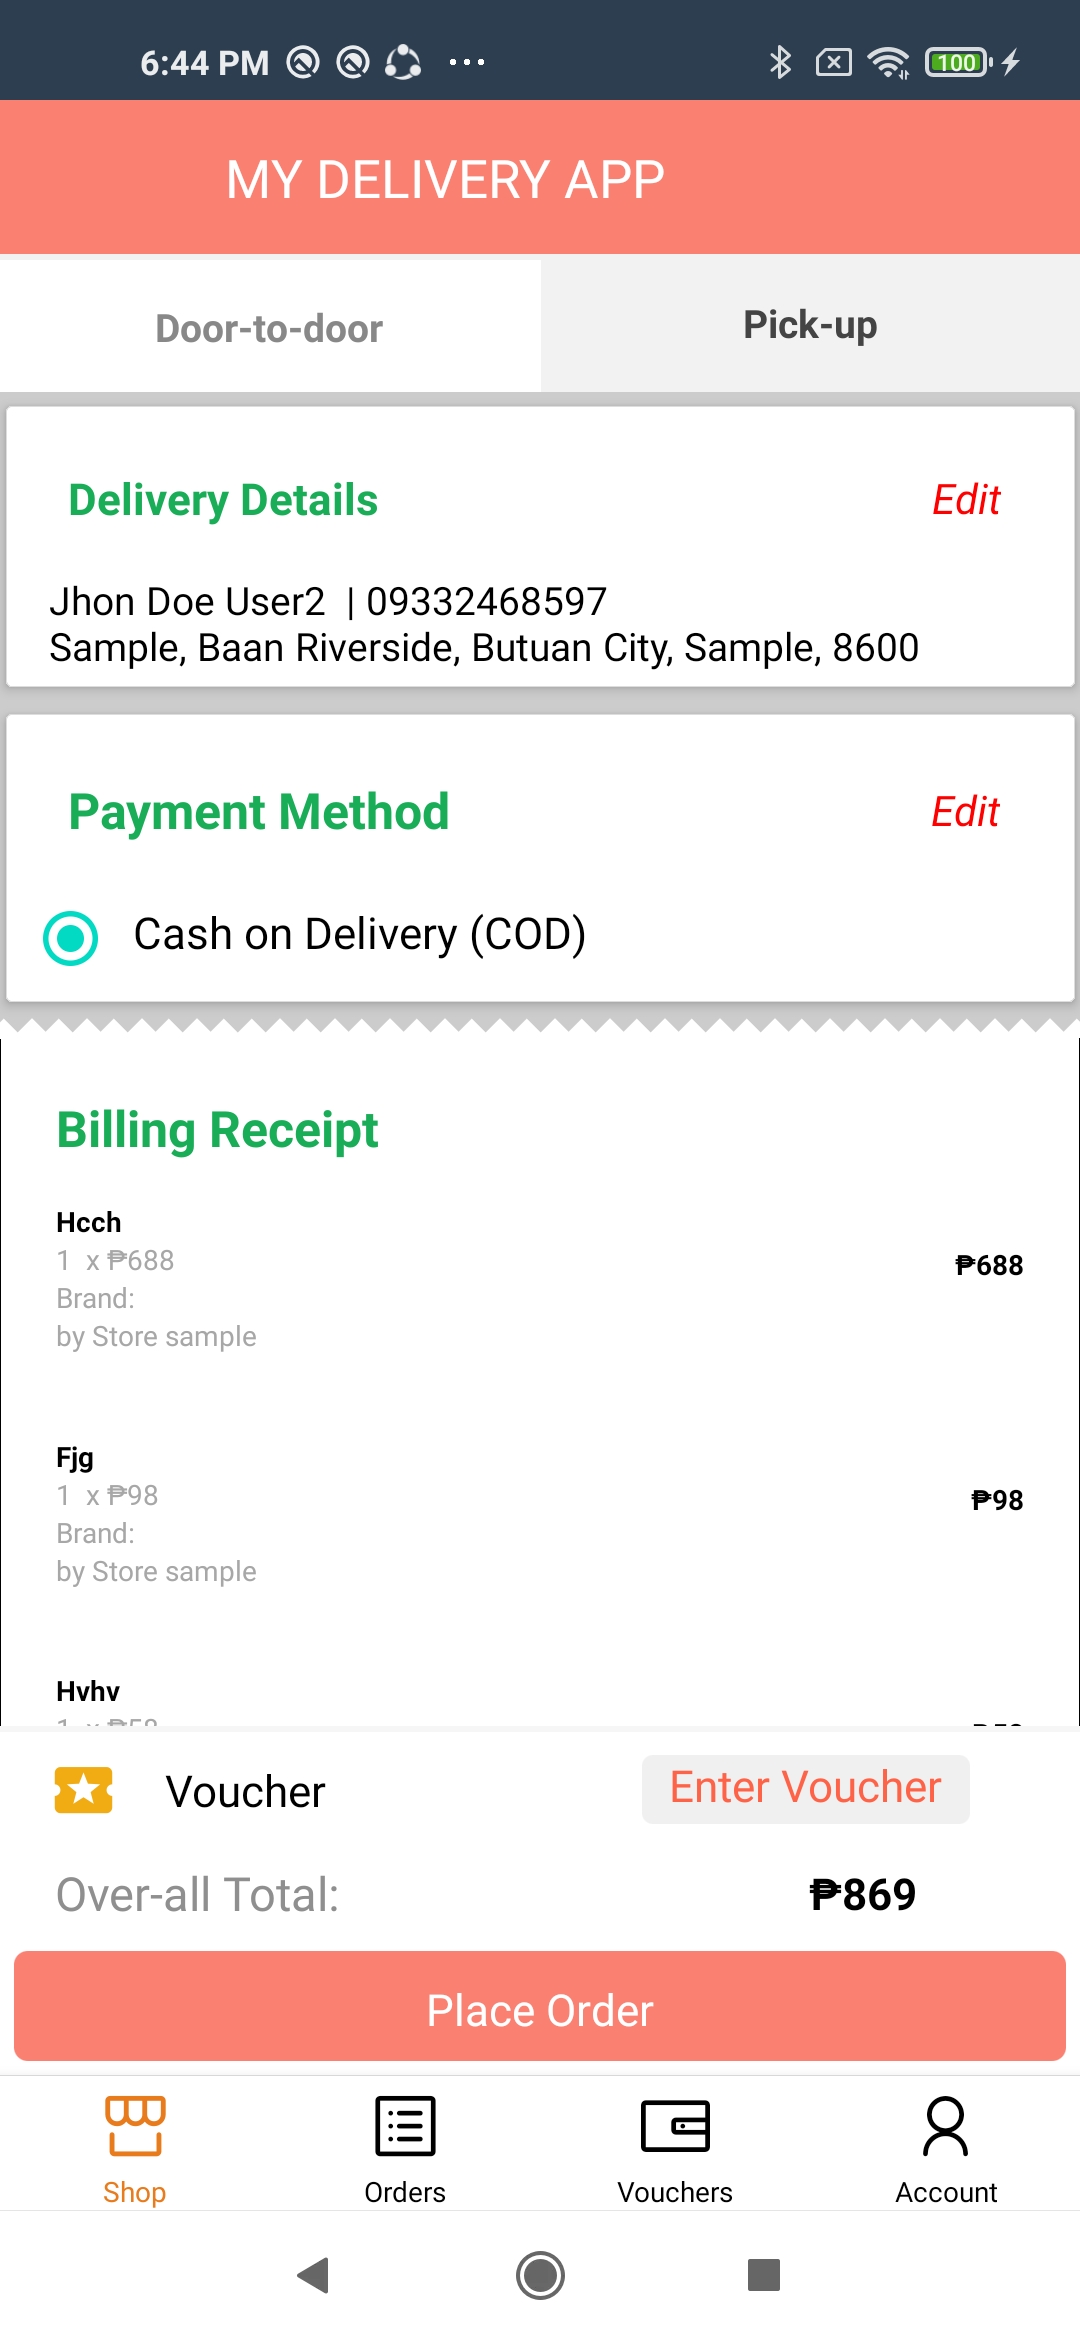 6:44 PM
100
MY DELIVERY APP
Door-to-door
Pick-up
Delivery Details
Edit
Jhon Doe User2 | 09332468597
Sample, Baan Riverside, Butuan City, Sample, 8600
Payment Method
Edit
Cash on Delivery (COD)
Billing Receipt
Hcch
1 x ₱688
₱688
Brand:
by Store sample
Fjg
1 x ₱98
₱98
Brand:
by Store sample
Hvhv
Voucher
Enter Voucher
Over-all Total:
₱869
Place Order
Shop
Orders
Vouchers
Account